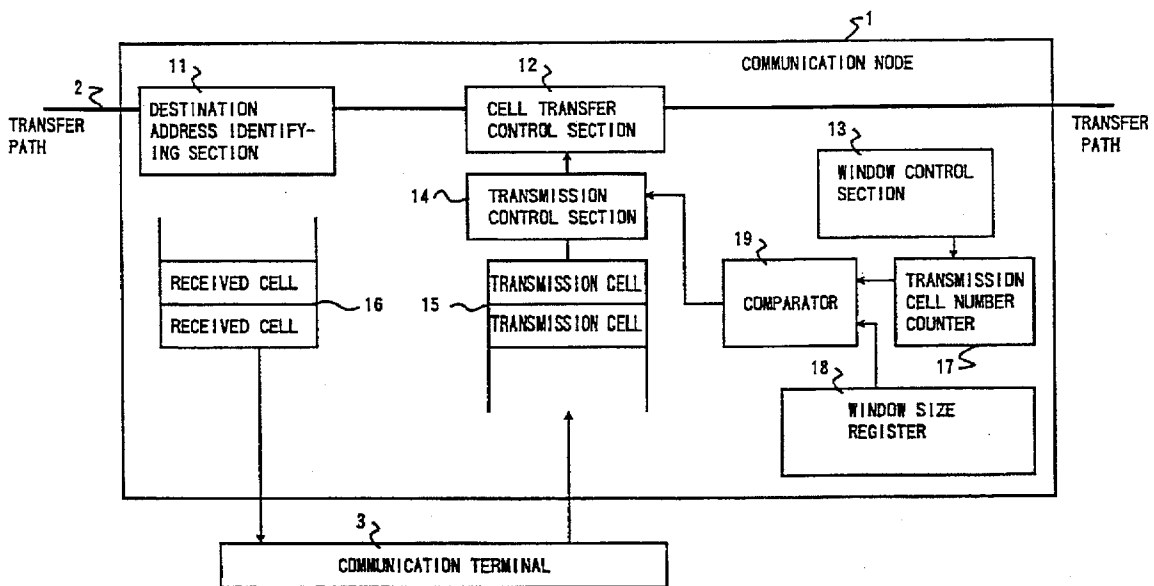 1
COMMUNICATION NODE
11
DESTINATION
ADDRESS IDENTIFY-
ING SECTION
12
CELL TRANSFER
CONTROL SECTION
2
TRANSFER
PATH
TRANSFER
PATH
13
WINDOW CONTROL
SECTION
14
TRANSMISSION
CONTROL SECTION
19
COMPARATOR
TRANSMISSION
CELL NUMBER
COUNTER
17
RECEIVED CELL
RECEIVED CELL
16
15
TRANSMISSION CELL
TRANSMISSION CELL
18
WINDOW SIZE
REGISTER
3
COMMUNICATION TERMINAL